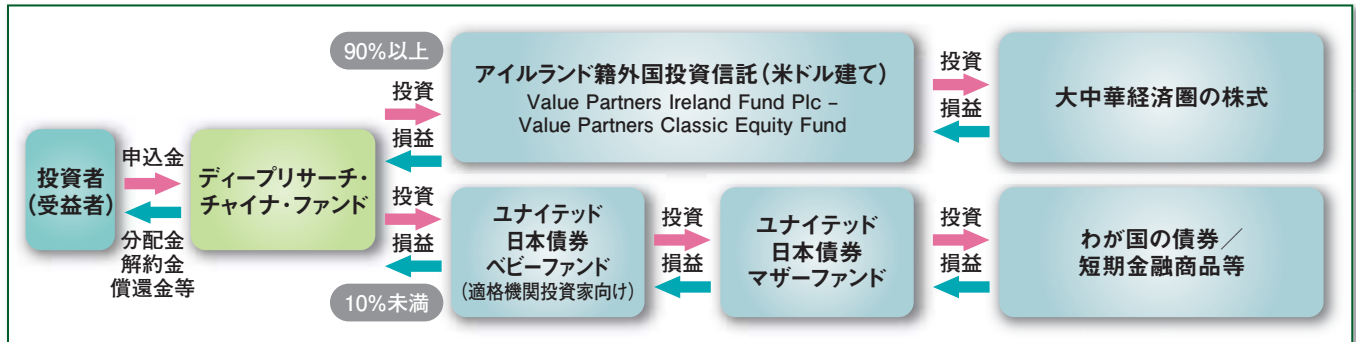 投資者
(受益者)
申込金
分配金
解約金
償還金等
ディープリサーチ・
チャイナ・ファンド
90%以上
投資
損益
アイルランド籍外国投資信託(米ドル建て)
Value Partners Ireland Fund Plc –
Value Partners Classic Equity Fund
投資
損益
大中華経済圏の株式
投資
損益
10%未満
ユナイテッド
日本債券
ベビーファンド
(適格機関投資家向け)
投資
損益
ユナイテッド
日本債券
マザーファンド
投資
損益
わが国の債券/
短期金融商品等